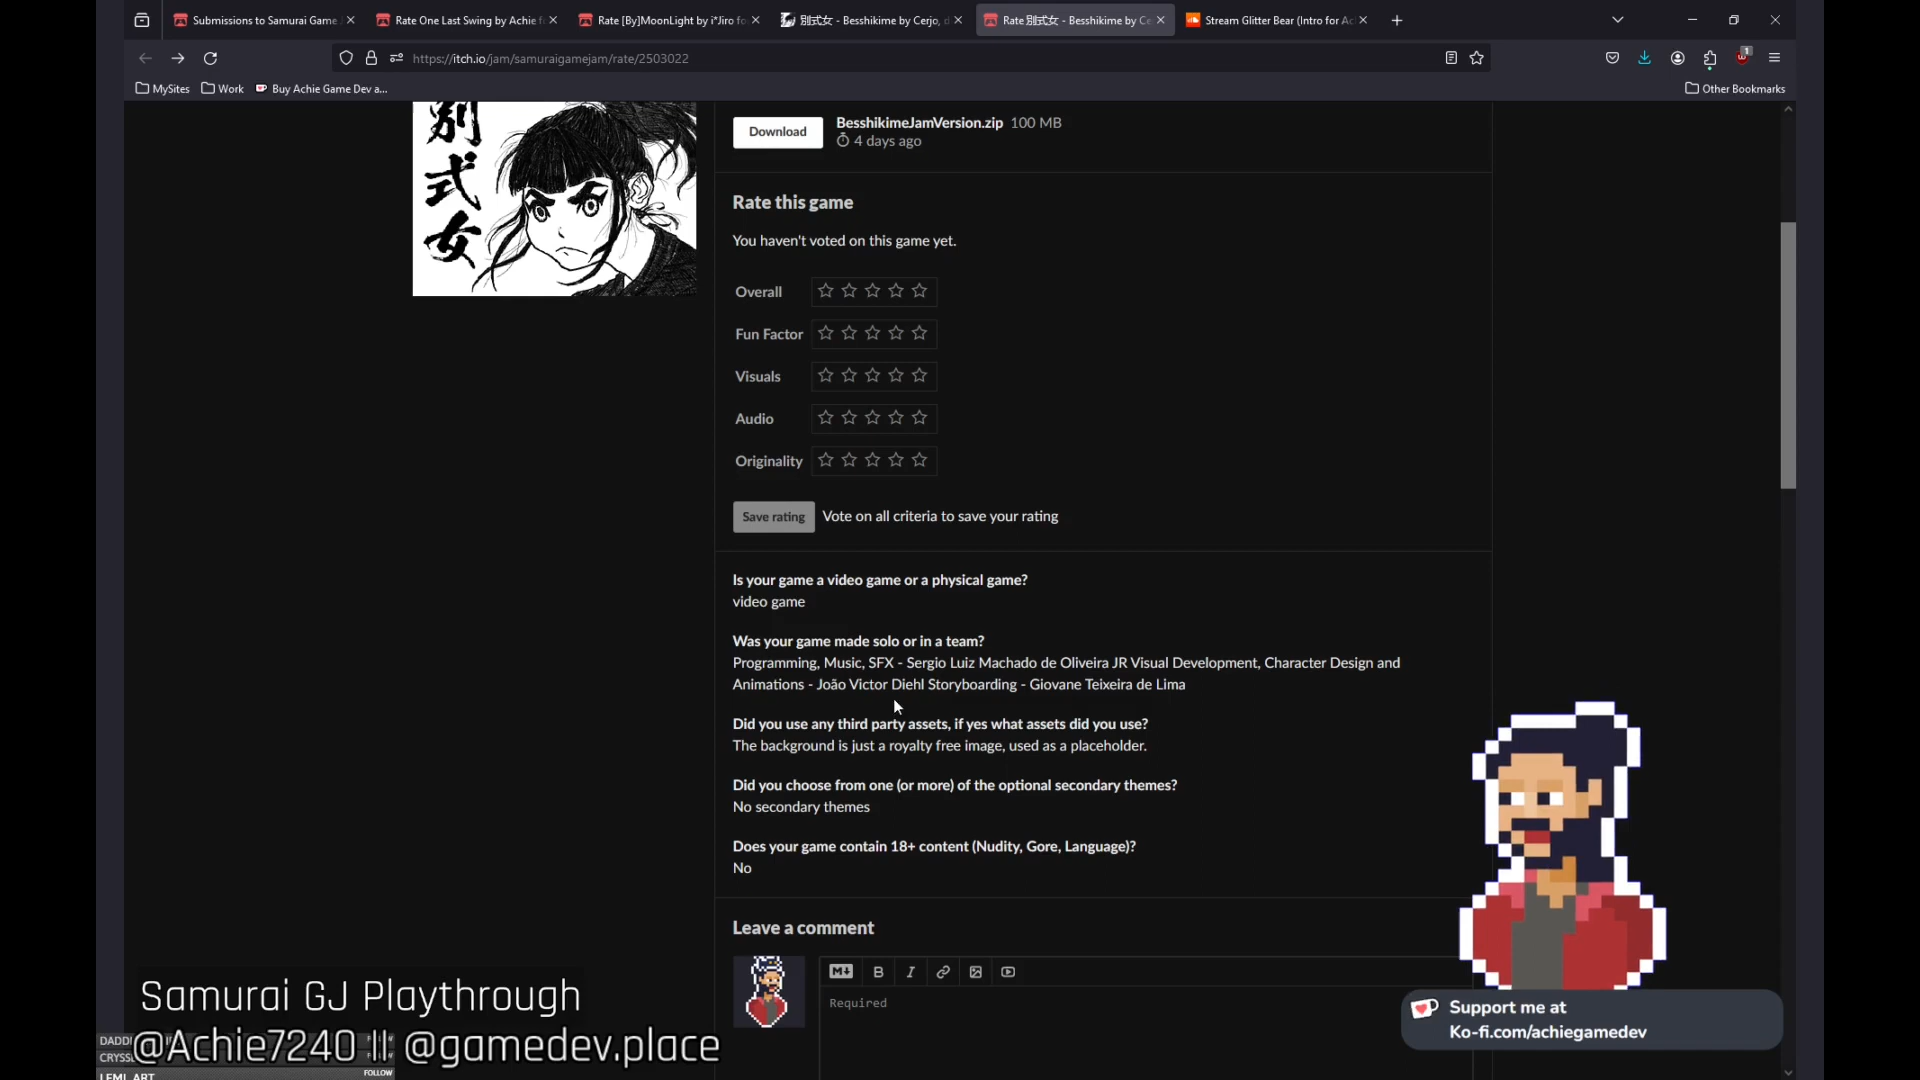 Submissions to Samurai Game J
Rate One Last Swing by Achie f
Rate [By]MoonLight by i*Jiro fo
別式女 - Besshikime by Cerjo, d
Rate 別式女 - Besshikime by Ce
Stream Glitter Bear (Intro for Ac
https://itch.io/jam/samuraigamejam/rate/2503022
1
MySites
Work
Buy Achie Game Dev a...
Other Bookmarks
別式女
Download
BesshikimeJamVersion.zip 100 MB
4 days ago
Rate this game
You haven't voted on this game yet.
Overall
Fun Factor
Visuals
Audio
Originality
Save rating
Vote on all criteria to save your rating
Is your game a video game or a physical game?
video game
Was your game made solo or in a team?
Programming, Music, SFX - Sergio Luiz Machado de Oliveira JR Visual Development, Character Design and
Animations - João Victor Diehl Storyboarding - Giovane Teixeira de Lima
Did you use any third party assets, if yes what assets did you use?
The background is just a royalty free image, used as a placeholder.
Did you choose from one (or more) of the optional secondary themes?
No secondary themes
Does your game contain 18+ content (Nudity, Gore, Language)?
No
Leave a comment
M↓
B
I
Required
Samurai GJ Playthrough
@Achie7240 || @gamedev.place
LEMI_ART
FOLLOW
Support me at
Ko-fi.com/achiegamedev